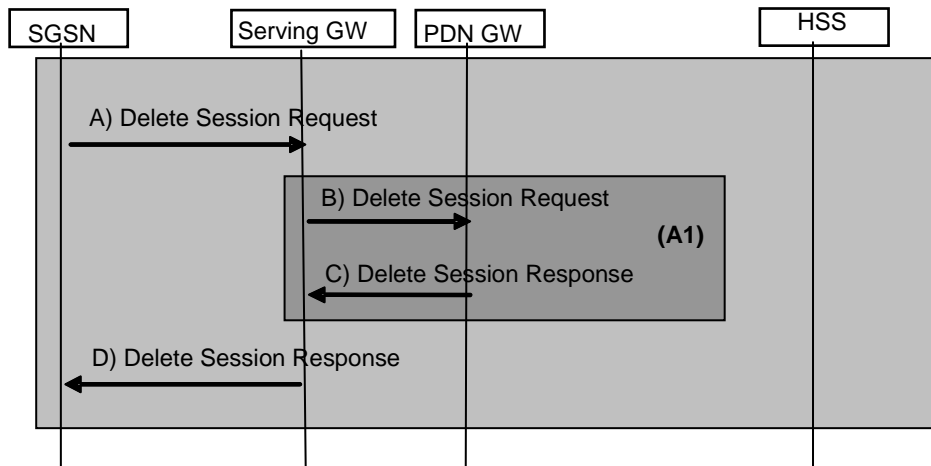 SGSN
Serving GW
PDN GW
HSS
A) Delete Session Request
B) Delete Session Request
(A1)
C) Delete Session Response
D) Delete Session Response